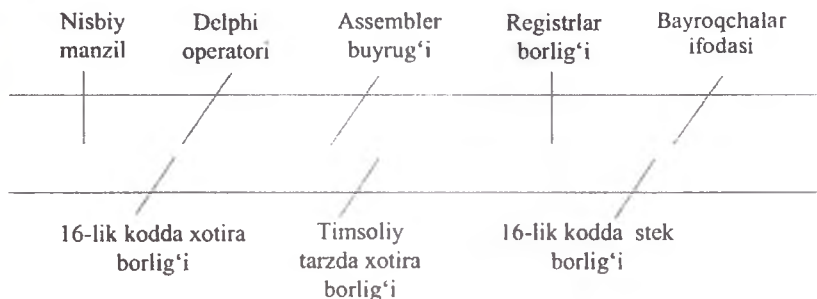 Nisbiy manzil
Delphi operatori
Assembler buyrug‘i
Registrlar borlig‘i
Bayroqchalar ifodasi
16-lik kodda xotira borlig‘i
Timsoliy tarzda xotira borlig‘i
16-lik kodda stek borlig‘i